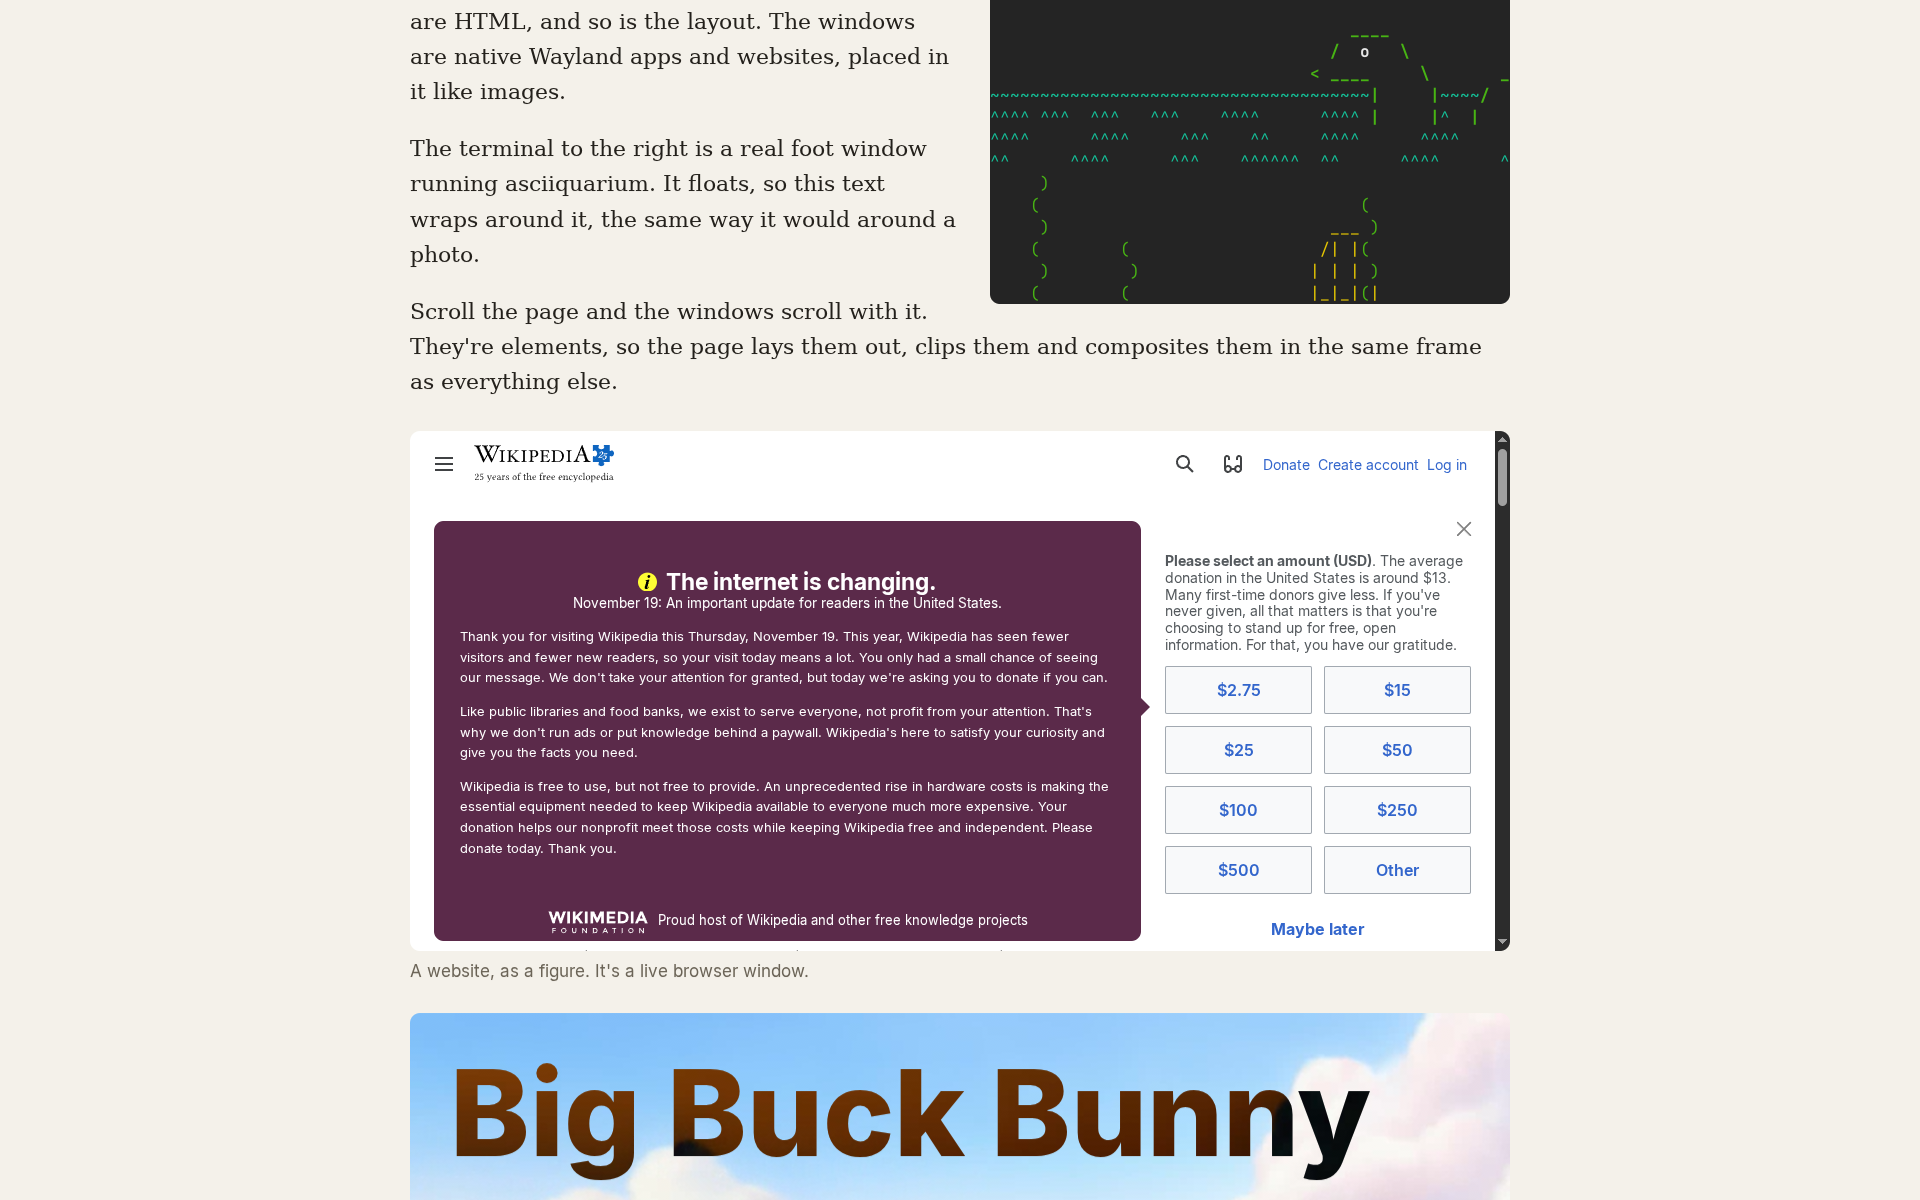 are HTML, and so is the layout. The windows
are native Wayland apps and websites, placed in
it like images.
The terminal to the right is a real foot window
running asciiquarium. It floats, so this text
wraps around it, the same way it would around a
photo.
Scroll the page and the windows scroll with it.
They're elements, so the page lays them out, clips them and composites them in the same frame
as everything else.
WIKIPEDIA 25
25 years of the free encyclopedia
Donate Create account Log in
The internet is changing.
November 19: An important update for readers in the United States.
Thank you for visiting Wikipedia this Thursday, November 19. This year, Wikipedia has seen fewer
visitors and fewer new readers, so your visit today means a lot. You only had a small chance of seeing
our message. We don't take your attention for granted, but today we're asking you to donate if you can.
Like public libraries and food banks, we exist to serve everyone, not profit from your attention. That's
why we don't run ads or put knowledge behind a paywall. Wikipedia's here to satisfy your curiosity and
give you the facts you need.
Wikipedia is free to use, but not free to provide. An unprecedented rise in hardware costs is making the
essential equipment needed to keep Wikipedia available to everyone much more expensive. Your
donation helps our nonprofit meet those costs while keeping Wikipedia free and independent. Please
donate today. Thank you.
WIKIMEDIA
FOUNDATION
Proud host of Wikipedia and other free knowledge projects
Please select an amount (USD). The average
donation in the United States is around $13.
Many first-time donors give less. If you've
never given, all that matters is that you're
choosing to stand up for free, open
information. For that, you have our gratitude.
$2.75 $15
$25 $50
$100 $250
$500 Other
Maybe later
A website, as a figure. It's a live browser window.
Big Buck Bunny